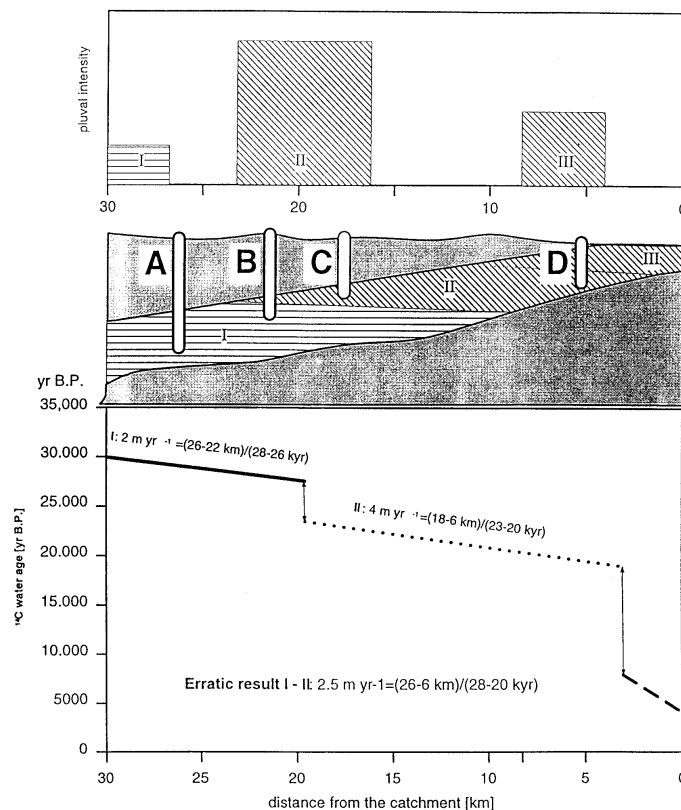 pluval intensity
I
II
III
30
20
10
0
A
B
C
D
III
II
I
yr B.P.
35,000
30.000
25.000
20.000
15.000
10.000
5000
0
¹⁴C water age [yr B.P.]
I: 2 m yr ⁻¹=(26-22 km)/(28-26 kyr)
II: 4 m yr ⁻¹=(18-6 km)/(23-20 kyr)
Erratic result I - II: 2.5 m yr-1=(26-6 km)/(28-20 kyr)
30
25
20
15
10
5
0
distance from the catchment [km]